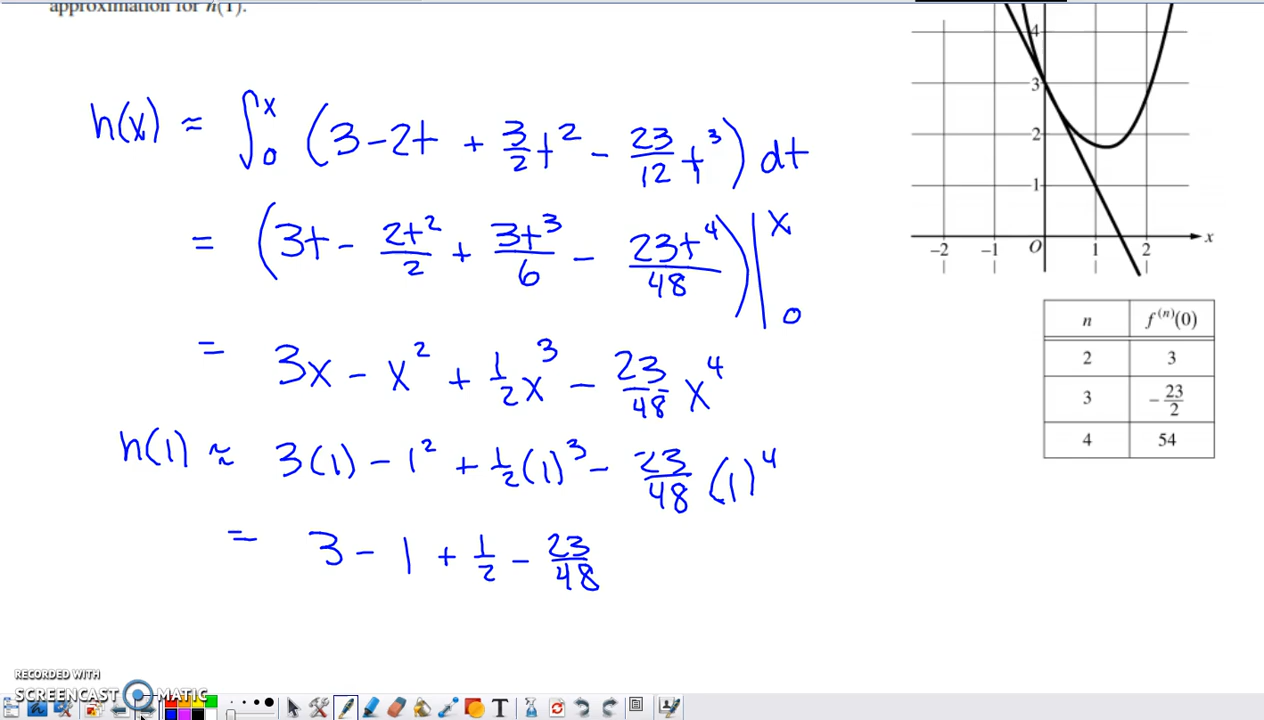 approximation for h(1).
h(x) ≈ ∫₀ˣ (3 - 2t + 3/2 t² - 23/12 t³) dt
= (3t - 2t²/2 + 3t³/6 - 23t⁴/48) |₀ˣ
= 3x - x² + 1/2 x³ - 23/48 x⁴
h(1) ≈ 3(1) - 1² + 1/2 (1)³ - 23/48 (1)⁴
= 3 - 1 + 1/2 - 23/48
4
3
2
1
-2 -1 O 1 2 x
n f⁽ⁿ⁾(0)
2 3
3 -23/2
4 54
RECORDED WITH
SCREENCAST MATIC